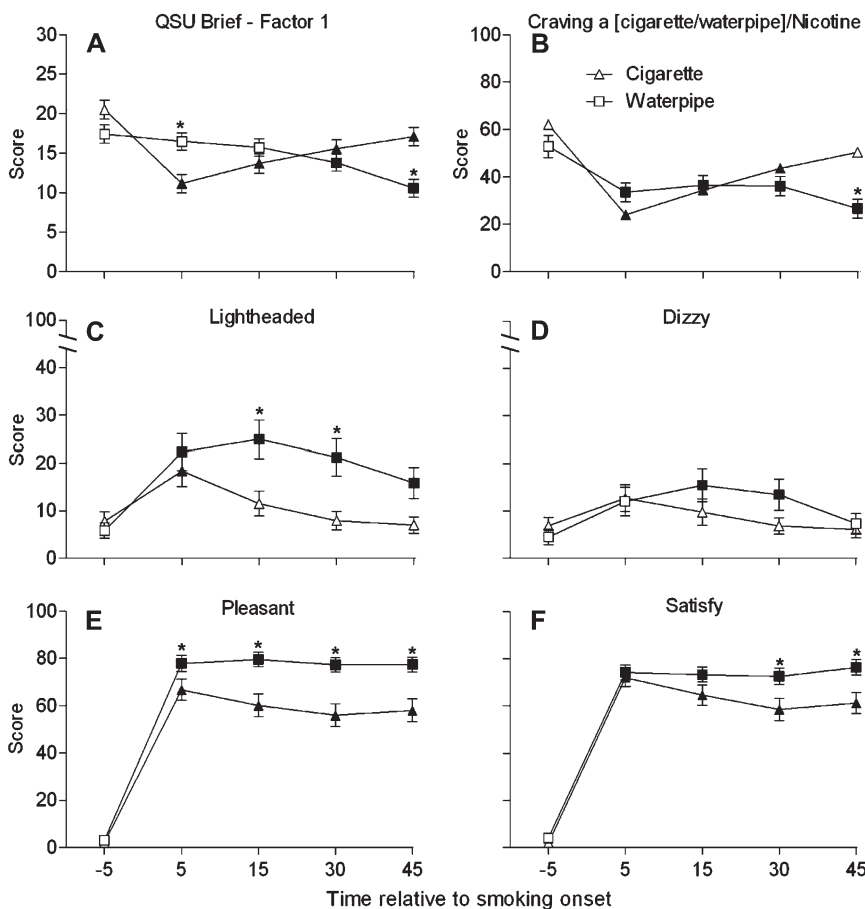 QSU Brief - Factor 1
Craving a [cigarette/waterpipe]/Nicotine
A
30
25
20
15
10
5
0
Score
*
*
B
100
80
60
40
20
0
Score
Cigarette
Waterpipe
*
C
Lightheaded
100
40
30
20
10
0
Score
*
*
D
Dizzy
E
Pleasant
100
80
60
40
20
0
Score
*
*
*
*
-5
5
15
30
45
F
Satisfy
*
*
-5
5
15
30
45
Time relative to smoking onset